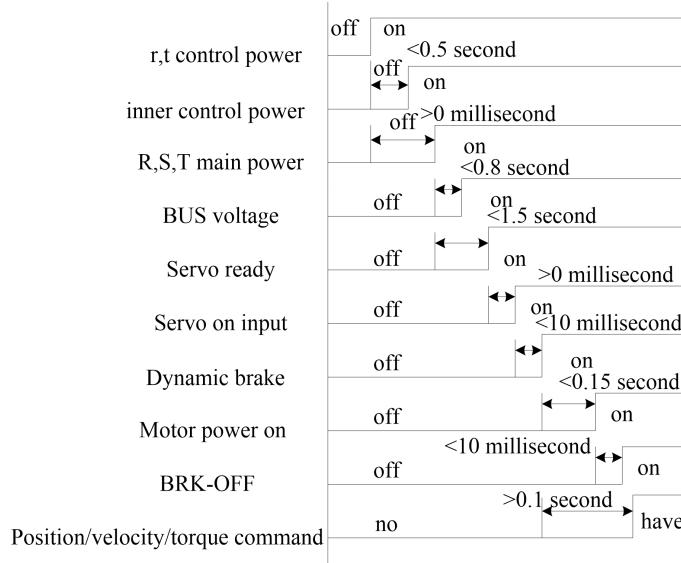 off on
r,t control power
<0.5 second
off
on
inner control power
off >0 millisecond
R,S,T main power
on
<0.8 second
BUS voltage
off
on
<1.5 second
Servo ready
off
on
>0 millisecond
Servo on input
off
on
<10 millisecond
Dynamic brake
off
on
<0.15 second
Motor power on
off
on
<10 millisecond
BRK-OFF
off
on
>0.1 second
Position/velocity/torque command
no
have